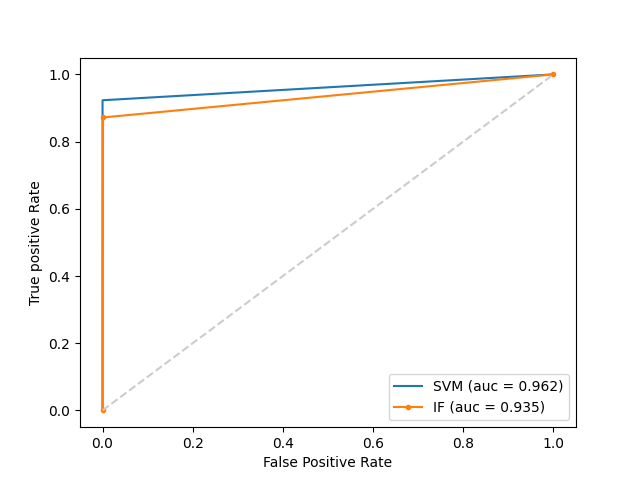 1.0
0.8
0.6
0.4
0.2
0.0
True positive Rate
0.0 0.2 0.4 0.6 0.8 1.0
False Positive Rate
SVM (auc = 0.962)
IF (auc = 0.935)